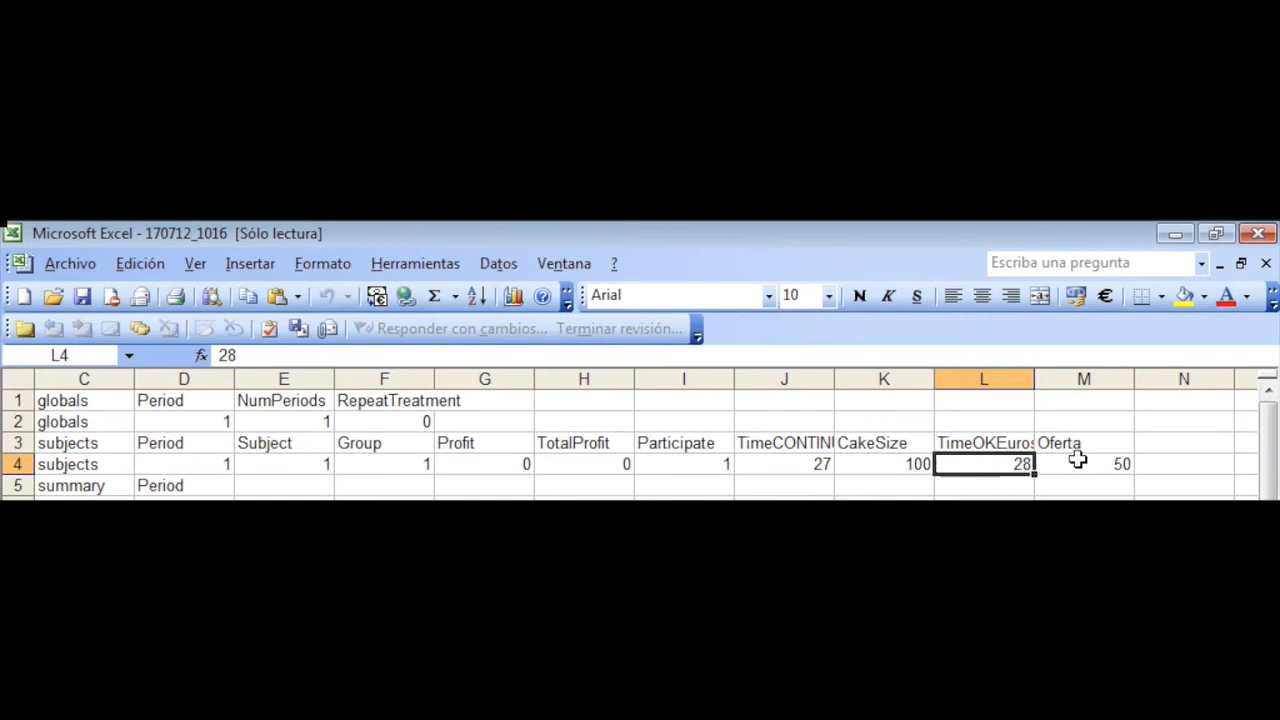 Microsoft Excel - 170712_1016 [Sólo lectura]
Archivo Edición Ver Insertar Formato Herramientas Datos Ventana ? Escriba una pregunta
Arial 10 N K S €
Responder con cambios... Terminar revisión...
L4 fx 28
C D E F G H I J K L M N
1 globals Period NumPeriods RepeatTreatment
2 globals 1 1 0
3 subjects Period Subject Group Profit TotalProfit Participate TimeCONTINU CakeSize TimeOKEuros Oferta
4 subjects 1 1 1 0 0 1 27 100 28 50
5 summary Period